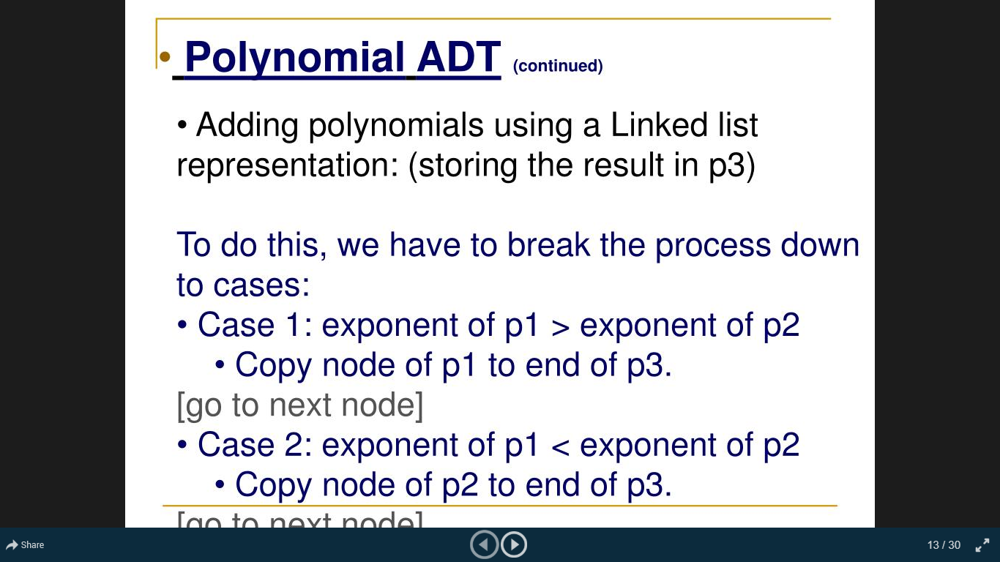 • Polynomial ADT (continued)
• Adding polynomials using a Linked list
representation: (storing the result in p3)
To do this, we have to break the process down
to cases:
• Case 1: exponent of p1 > exponent of p2
• Copy node of p1 to end of p3.
[go to next node]
• Case 2: exponent of p1 < exponent of p2
• Copy node of p2 to end of p3.
[go to next node]
Share
13 / 30